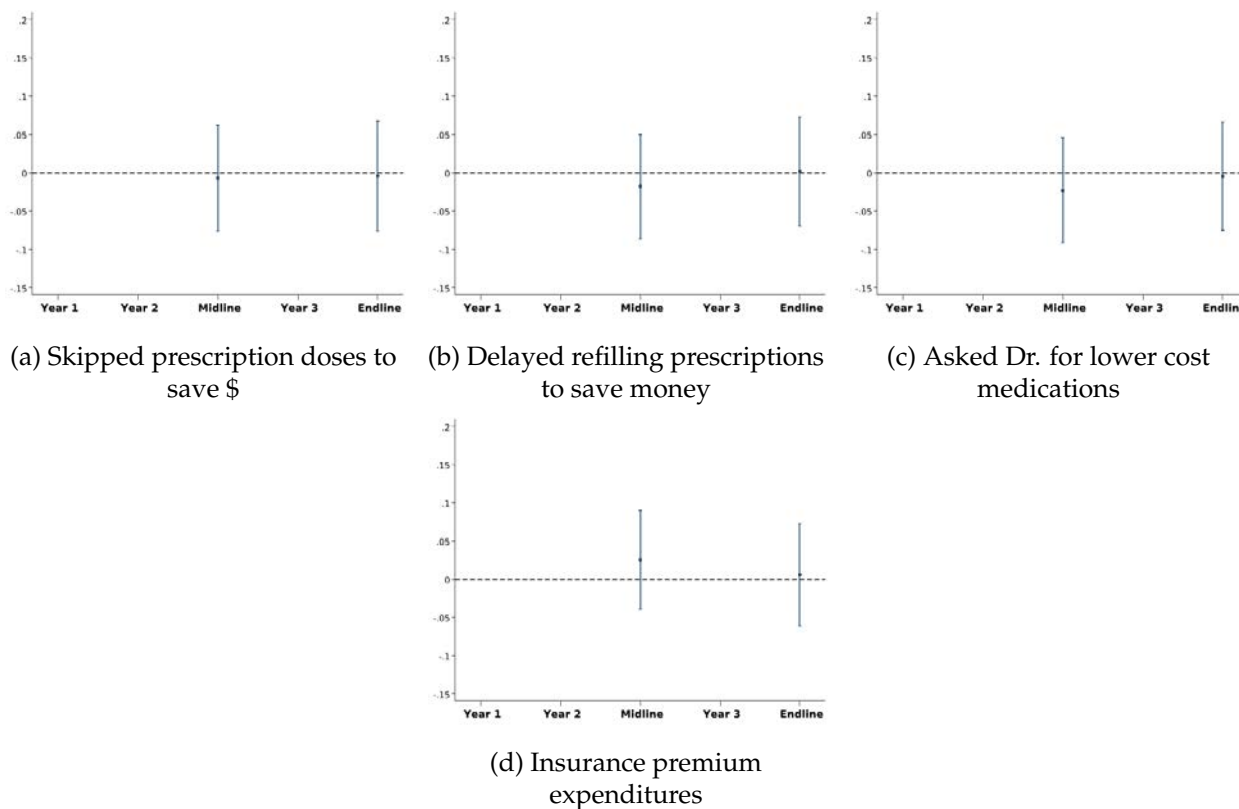 .2
.15
.1
.05
0
-.05
-.1
-.15
Year 1 Year 2 Midline Year 3 Endline
(a) Skipped prescription doses to
save $
.2
.15
.1
.05
0
-.05
-.1
-.15
Year 1 Year 2 Midline Year 3 Endline
(b) Delayed refilling prescriptions
to save money
.2
.15
.1
.05
0
-.05
-.1
-.15
Year 1 Year 2 Midline Year 3 Endline
(c) Asked Dr. for lower cost
medications
.2
.15
.1
.05
0
-.05
-.1
-.15
Year 1 Year 2 Midline Year 3 Endline
(d) Insurance premium
expenditures